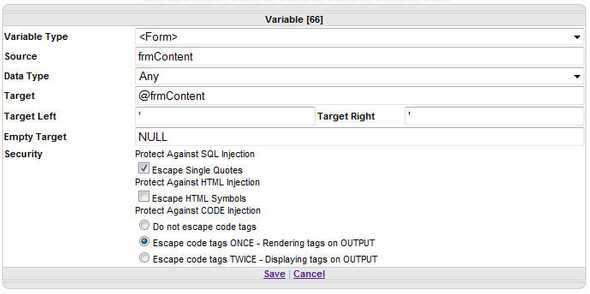 Variable [66]
Variable Type <Form>
Source frmContent
Data Type Any
Target @frmContent
Target Left ' Target Right '
Empty Target NULL
Security Protect Against SQL Injection
Escape Single Quotes
Protect Against HTML Injection
Escape HTML Symbols
Protect Against CODE Injection
Do not escape code tags
Escape code tags ONCE - Rendering tags on OUTPUT
Escape code tags TWICE - Displaying tags on OUTPUT
Save | Cancel